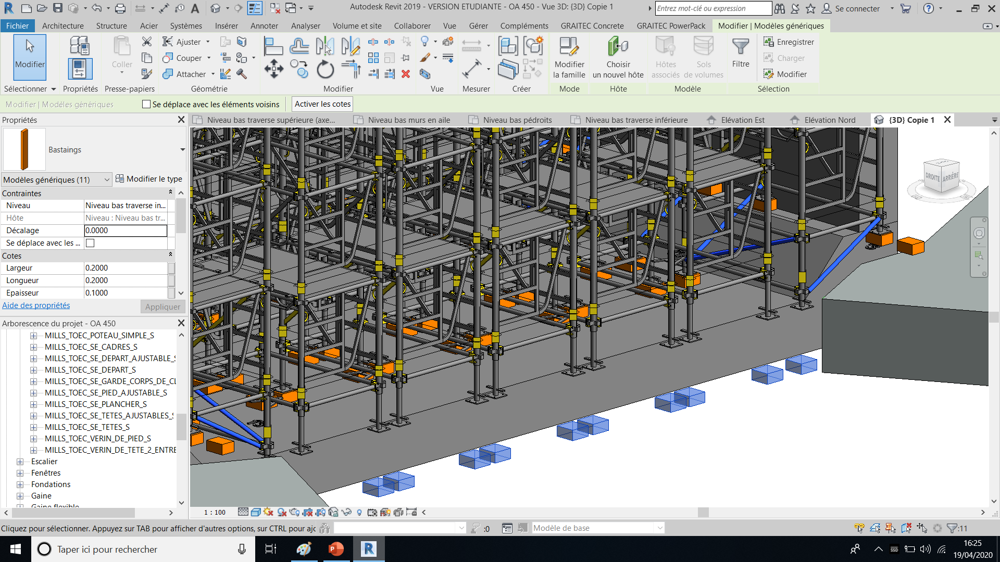 Autodesk Revit 2019 - VERSION ETUDIANTE - OA 450 - Vue 3D: {3D} Copie 1
Entrez mot-clé ou expression
Se connecter
Fichier
Architecture
Structure
Acier
Systèmes
Insérer
Annoter
Analyser
Volume et site
Collaborer
Vue
Gérer
Compléments
GRAITEC Concrete
GRAITEC PowerPack
Modifier | Modèles génériques
Modifier
Coller
Ajuster
Couper
Attacher
Modifier
la famille
Choisir
un nouvel hôte
Hôtes
associés
Sols
de volumes
Filtre
Enregistrer
Charger
Modifier
Sélectionner
Propriétés
Presse-papiers
Géométrie
Modifier
Vue
Mesurer
Créer
Mode
Hôte
Modèle
Sélection
Modifier | Modèles génériques
Se déplace avec les éléments voisins
Activer les cotes
Propriétés
Niveau bas traverse supérieure (axe...
Niveau bas murs en aile
Niveau bas pédroits
Niveau bas traverse inférieure
Elévation Est
Elévation Nord
{3D} Copie 1
Bastaings
Modèles génériques (11)
Modifier le type
Contraintes
Niveau
Niveau bas traverse in...
Hôte
Niveau : Niveau bas tr...
Décalage
0.0000
Se déplace avec les ...
Cotes
Largeur
0.2000
Longueur
0.2000
Epaisseur
0.1000
Aide des propriétés
Appliquer
DROITE
ARRIÈRE
Arborescence du projet - OA 450
MILLS_TOEC_POTEAU_SIMPLE_S
MILLS_TOEC_SE_CADRES_S
MILLS_TOEC_SE_DEPART_AJUSTABLE_S
MILLS_TOEC_SE_DEPART_S
MILLS_TOEC_SE_GARDE_CORPS_DE_CL
MILLS_TOEC_SE_PIED_AJUSTABLE_S
MILLS_TOEC_SE_PLANCHER_S
MILLS_TOEC_SE_TETES_AJUSTABLES_S
MILLS_TOEC_SE_TETES_S
MILLS_TOEC_VERIN_DE_PIED_S
MILLS_TOEC_VERIN_DE_TETE_2_ENTRE
Escalier
Fenêtres
Fondations
Gaine
Gaine flexible
1 : 100
Cliquez pour sélectionner. Appuyez sur TAB pour afficher d'autres options, sur CTRL pour ajo
:0
Modèle de base
:11
Taper ici pour rechercher
SSD
16:25
19/04/2020